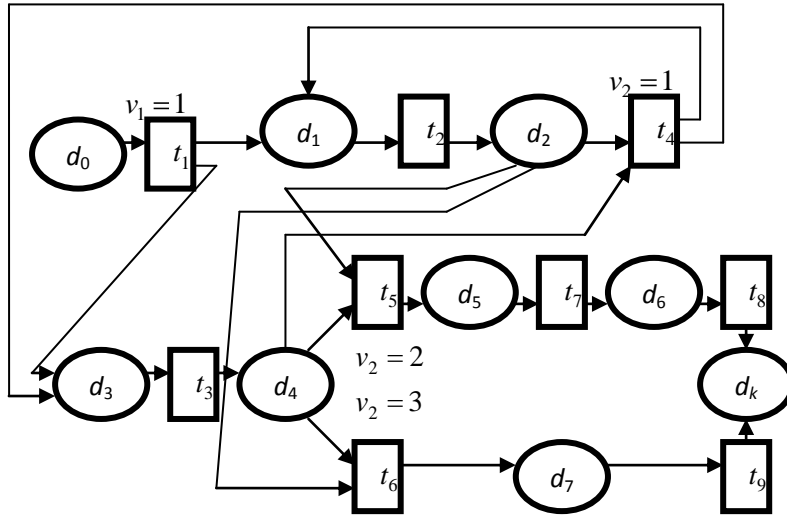 v₁ = 1
v₂ = 1
d₀
t₁
d₁
t₂
d₂
t₄
t₅
d₅
t₇
d₆
t₈
v₂ = 2
d₃
t₃
d₄
dₖ
v₂ = 3
t₆
d₇
t₉